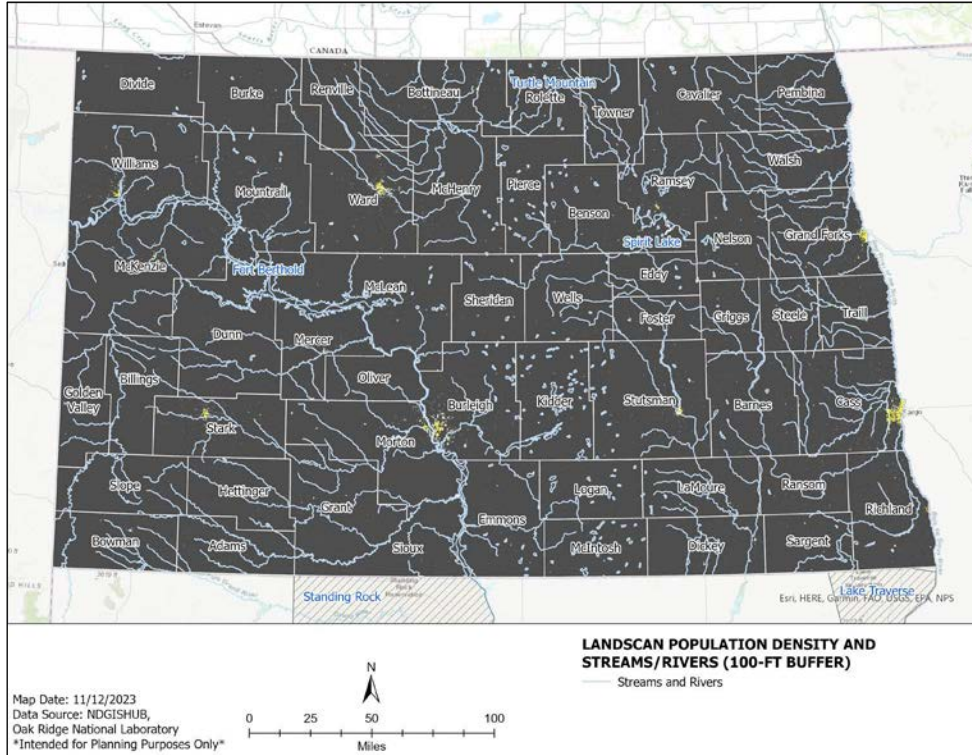 Estevan
CANADA
Divide
Burke
Renville
Bottineau
Turtle Mountain
Rolette
Towner
Cavalier
Pembina
Williams
Mountrail
Ward
McHenry
Pierce
Benson
Ramsey
Walsh
Spirit Lake
Nelson
Grand Forks
McKenzie
Fort Berthold
McLean
Sheridan
Wells
Eddy
Foster
Griggs
Steele
Traill
Dunn
Mercer
Golden
Valley
Billings
Oliver
Burleigh
Kidder
Stutsman
Barnes
Cass
Fargo
Stark
Morton
Slope
Hettinger
Grant
Emmons
Logan
LaMoure
Ransom
Richland
Bowman
Adams
Sioux
McIntosh
Dickey
Sargent
Standing Rock
Lake Traverse
Esri, HERE, Garmin, FAO, USGS, EPA, NPS
LANDSCAN POPULATION DENSITY AND
STREAMS/RIVERS (100-FT BUFFER)
Streams and Rivers
N
Map Date: 11/12/2023
Data Source: NDGISHUB,
Oak Ridge National Laboratory
*Intended for Planning Purposes Only*
0 25 50 100
Miles